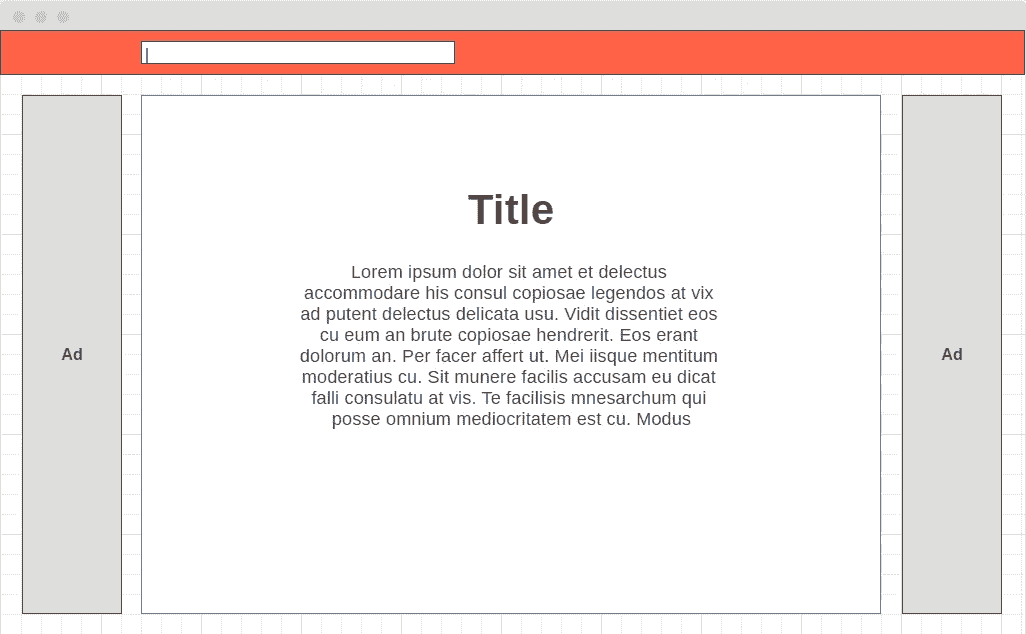 Title
Lorem ipsum dolor sit amet et delectus
accommodare his consul copiosae legendos at vix
ad putent delectus delicata usu. Vidit dissentiet eos
cu eum an brute copiosae hendrerit. Eos erant
dolorum an. Per facer affert ut. Mei iisque mentitum
moderatius cu. Sit munere facilis accusam eu dicat
falli consulatu at vis. Te facilisis mnesarchum qui
posse omnium mediocritatem est cu. Modus
Ad
Ad